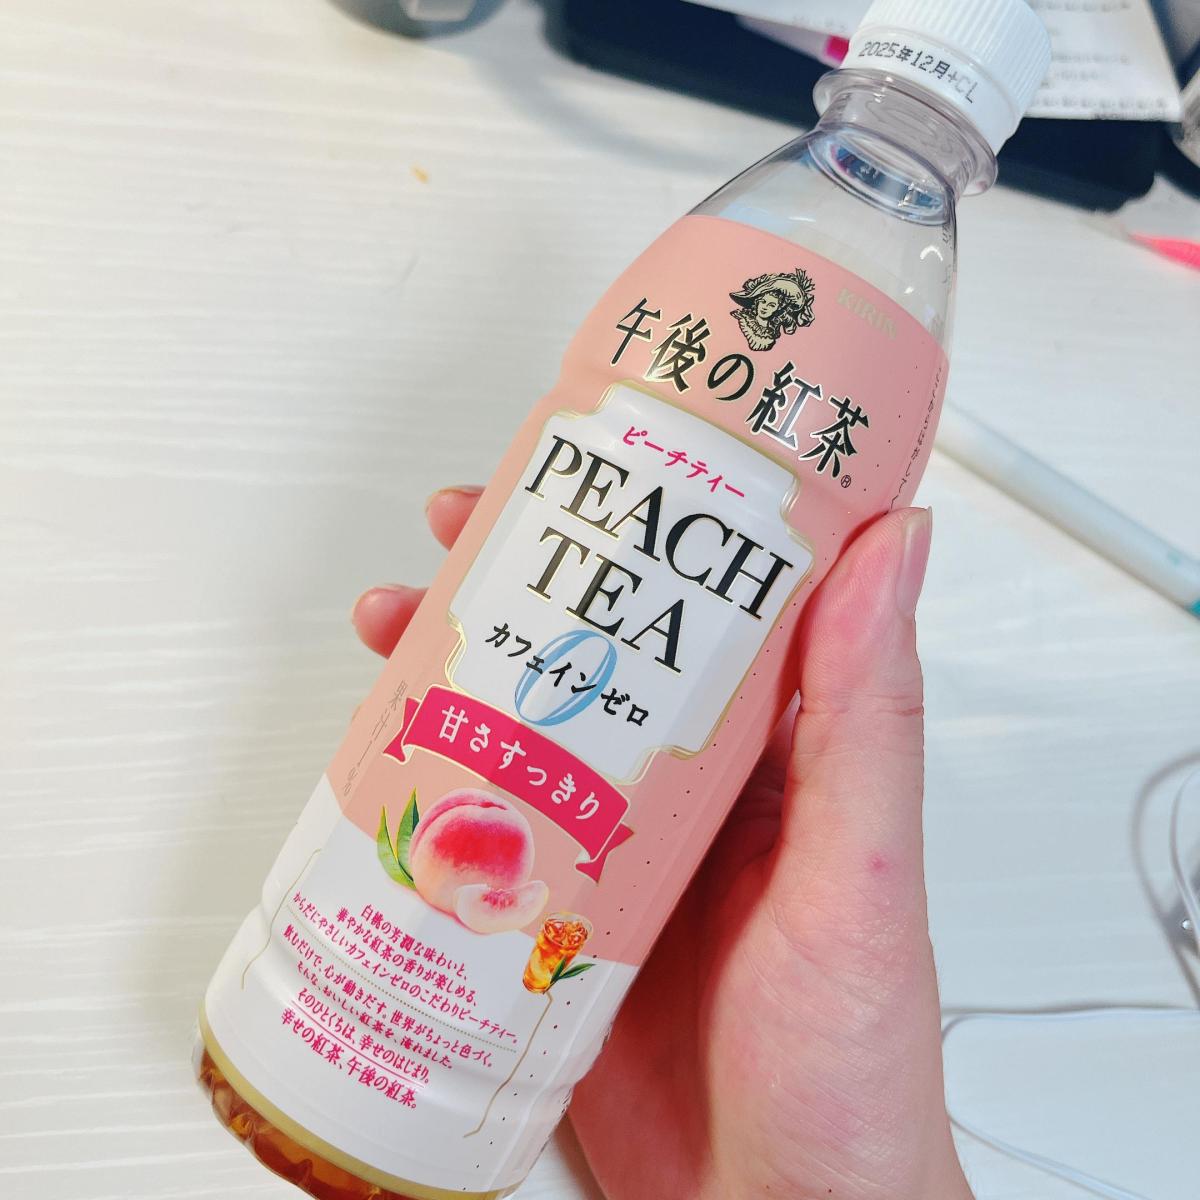 2025年12月+CL
KIRIN
午後の紅茶®
ピーチティー
PEACH
TEA
0
カフェインゼロ
甘さすっきり
果汁1%
白桃の芳潤な味わいと、
華やかな紅茶の香りが楽しめる、
からだにやさしいカフェインゼロのこだわりピーチティー。
飲むだけで、心が動きだす。世界がちょっと色づく。
そんな、おいしい紅茶を、淹れました。
そのひとくちは、幸せのはじまり。
幸せの紅茶、午後の紅茶。